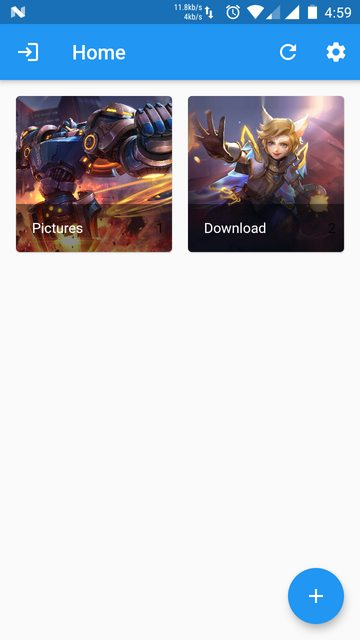 11.8kb/s
4kb/s
4:59
Home
Pictures 1
Download 2